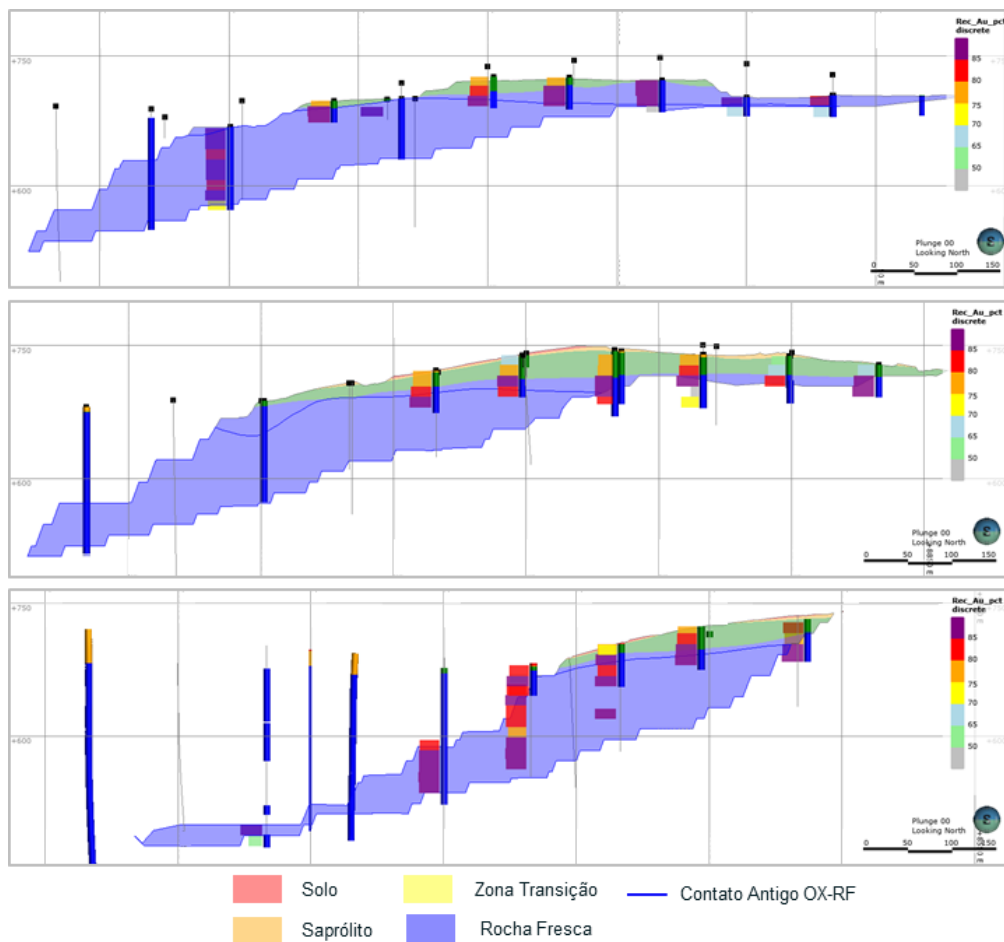 Rec_Au_pct
discrete
+750
85
80
75
70
65
50
+600
Plunge 00
Looking North
0 50 100 150
Rec_Au_pct
discrete
+750
85
80
75
70
65
50
+600
Plunge 00
Looking North
0 50 100 150
+750
Rec_Au_pct
discrete
85
80
75
70
65
50
+600
Plunge 00
Looking North
0 50 100 150
Solo
Zona Transição
Contato Antigo OX-RF
Saprólito
Rocha Fresca